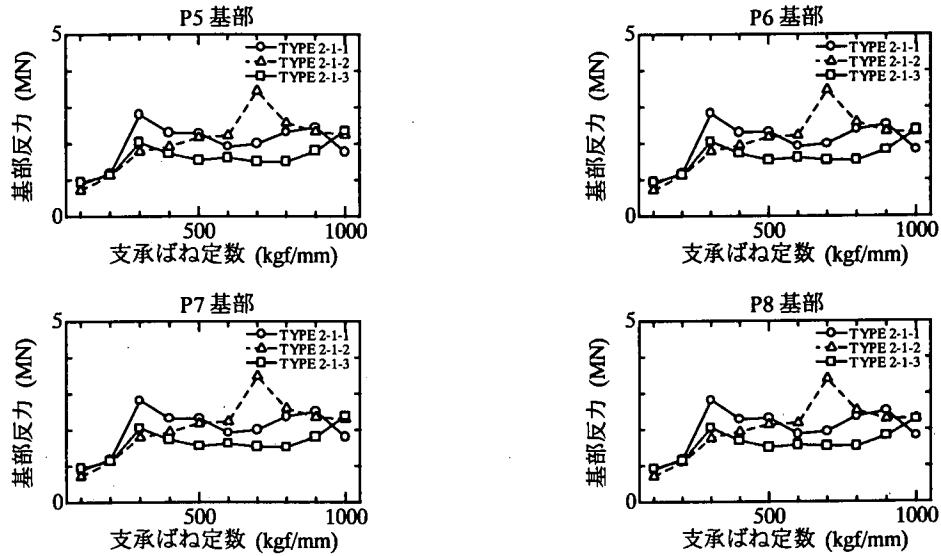 P5 基部
5
TYPE 2-1-1
TYPE 2-1-2
TYPE 2-1-3
基部反力 (MN)
0
500
1000
支承ばね定数 (kgf/mm)
P6 基部
5
TYPE 2-1-1
TYPE 2-1-2
TYPE 2-1-3
基部反力 (MN)
0
500
1000
支承ばね定数 (kgf/mm)
P7 基部
5
TYPE 2-1-1
TYPE 2-1-2
TYPE 2-1-3
基部反力 (MN)
0
500
1000
支承ばね定数 (kgf/mm)
P8 基部
5
TYPE 2-1-1
TYPE 2-1-2
TYPE 2-1-3
基部反力 (MN)
0
500
1000
支承ばね定数 (kgf/mm)